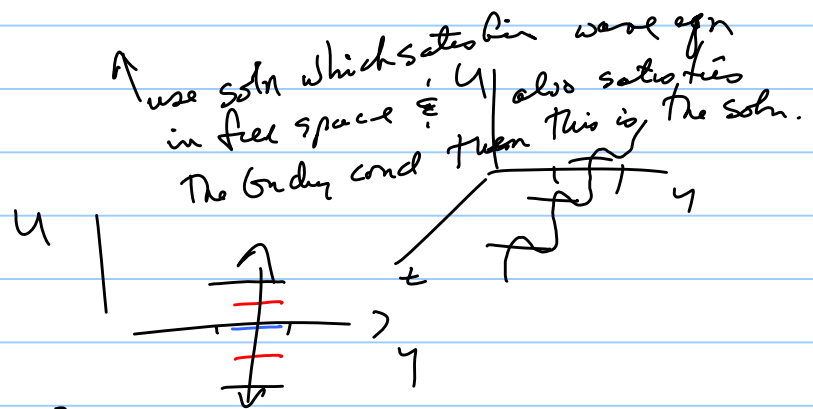 use soln which satisfies wave eqn
in free space & also satisfies
the bndry cond then this is the soln.
U
y
t
U
y